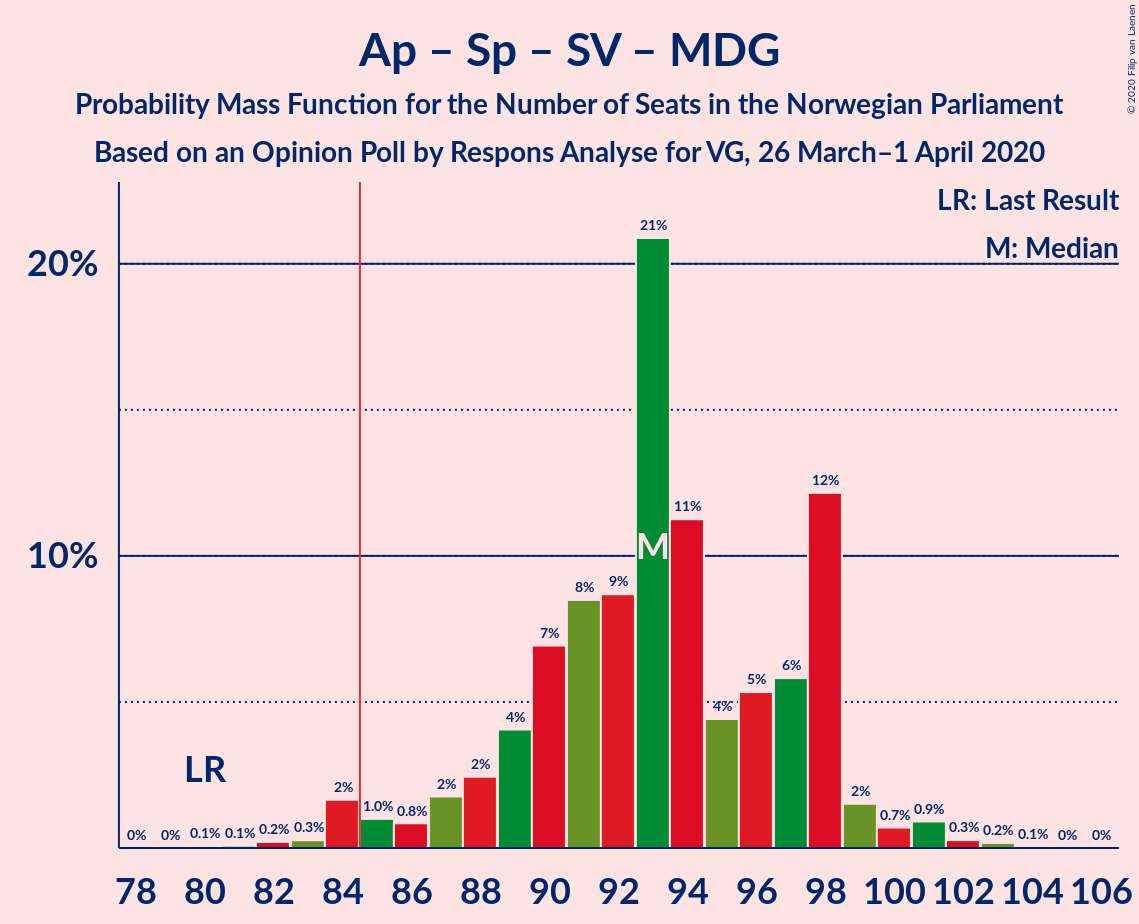 Ap – Sp – SV – MDG
Probability Mass Function for the Number of Seats in the Norwegian Parliament
Based on an Opinion Poll by Respons Analyse for VG, 26 March–1 April 2020
© 2020 Filip van Laenen
LR: Last Result
M: Median
20%
10%
LR
M
0% 0% 0.1% 0.1% 0.2% 0.3% 2% 1.0% 0.8% 2% 2% 4% 7% 8% 9% 21% 11% 4% 5% 6% 12% 2% 0.7% 0.9% 0.3% 0.2% 0.1% 0% 0%
78 80 82 84 86 88 90 92 94 96 98 100 102 104 106